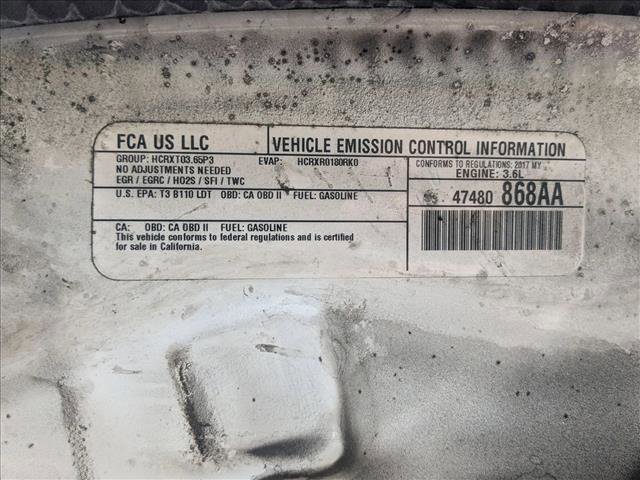 FCA US LLC
VEHICLE EMISSION CONTROL INFORMATION
GROUP: HCRXT03.65P3 EVAP: HCRXR0180RK0
NO ADJUSTMENTS NEEDED
EGR / EGRC / HO2S / SFI / TWC
CONFORMS TO REGULATIONS: 2017 MY
ENGINE: 3.6L
U.S. EPA: T3 B110 LDT OBD: CA OBD II FUEL: GASOLINE
47480 868AA
CA: OBD: CA OBD II FUEL: GASOLINE
This vehicle conforms to federal regulations and is certified
for sale in California.